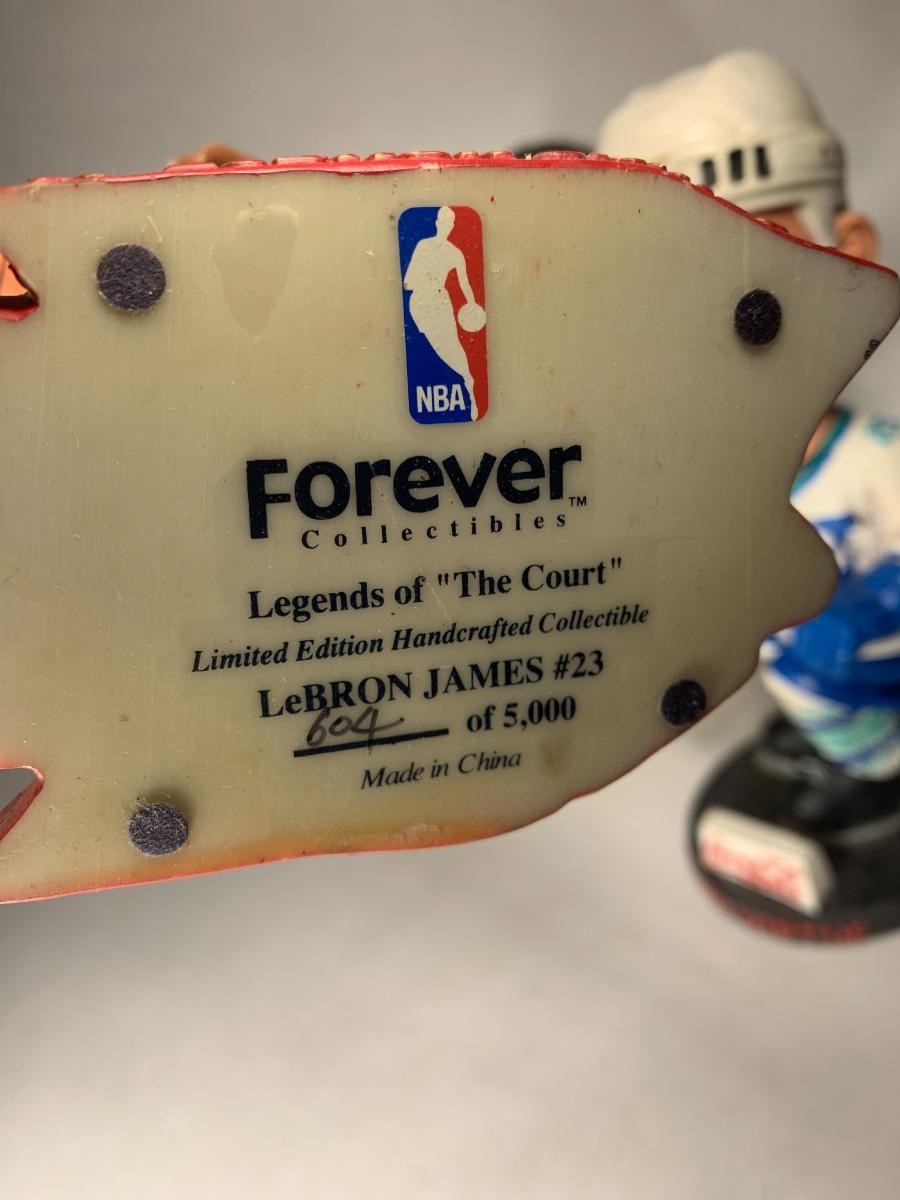 NBA
Forever™
Collectibles
Legends of "The Court"
Limited Edition Handcrafted Collectible
LeBRON JAMES #23
604 of 5,000
Made in China